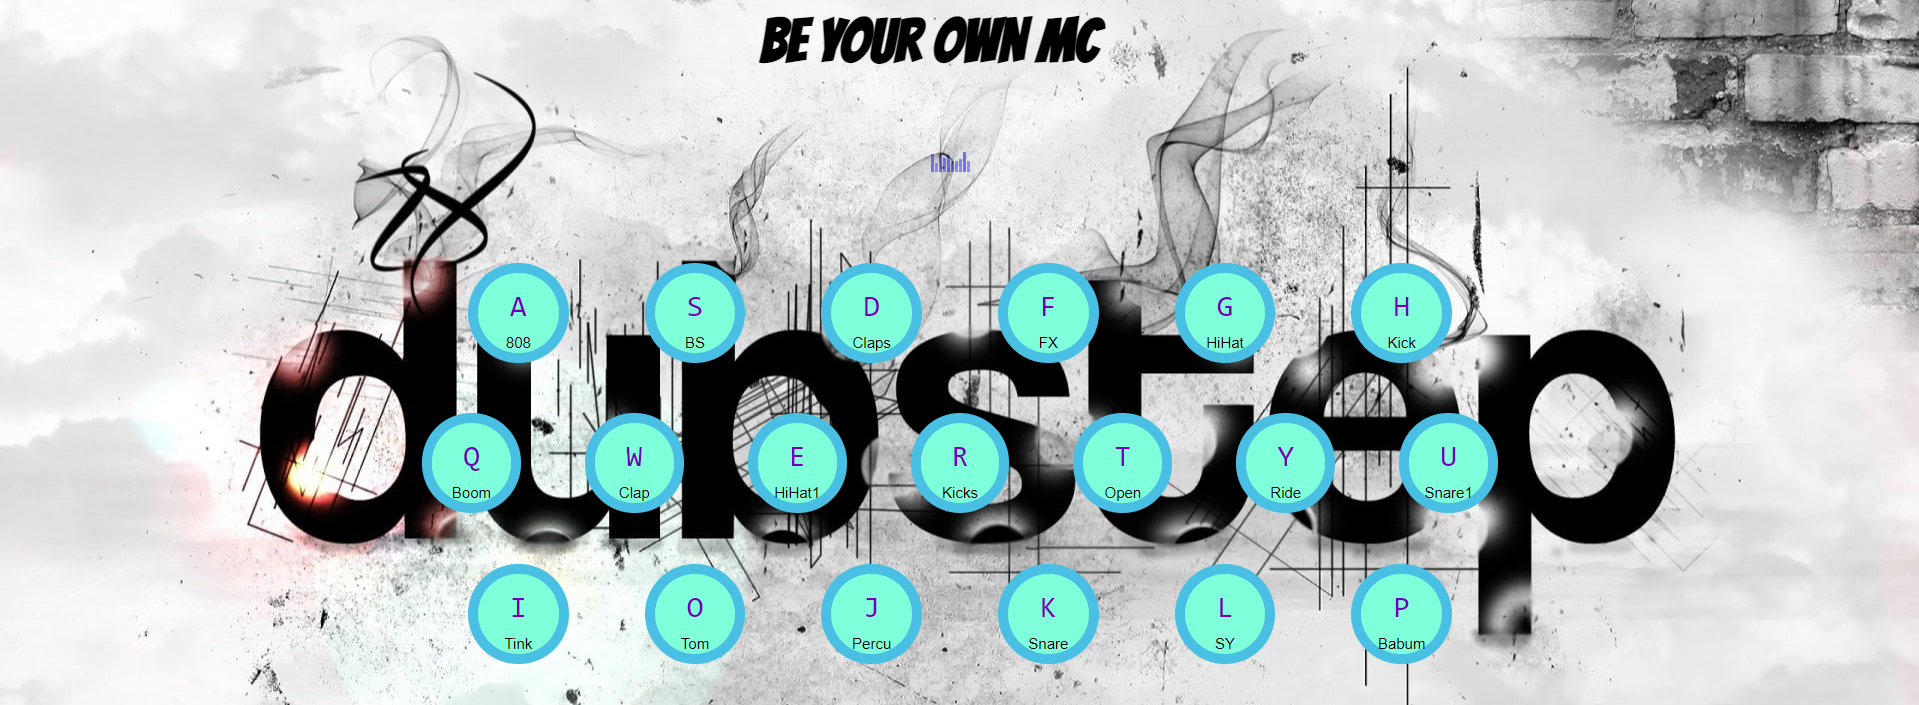 BE YOUR OWN MC
dubstep
A S D F G H
808 BS Claps FX HiHat Kick
Q W E R T Y U
Boom Clap HiHat1 Kicks Open Ride Snare1
I O J K L P
Tink Tom Percu Snare SY Babum